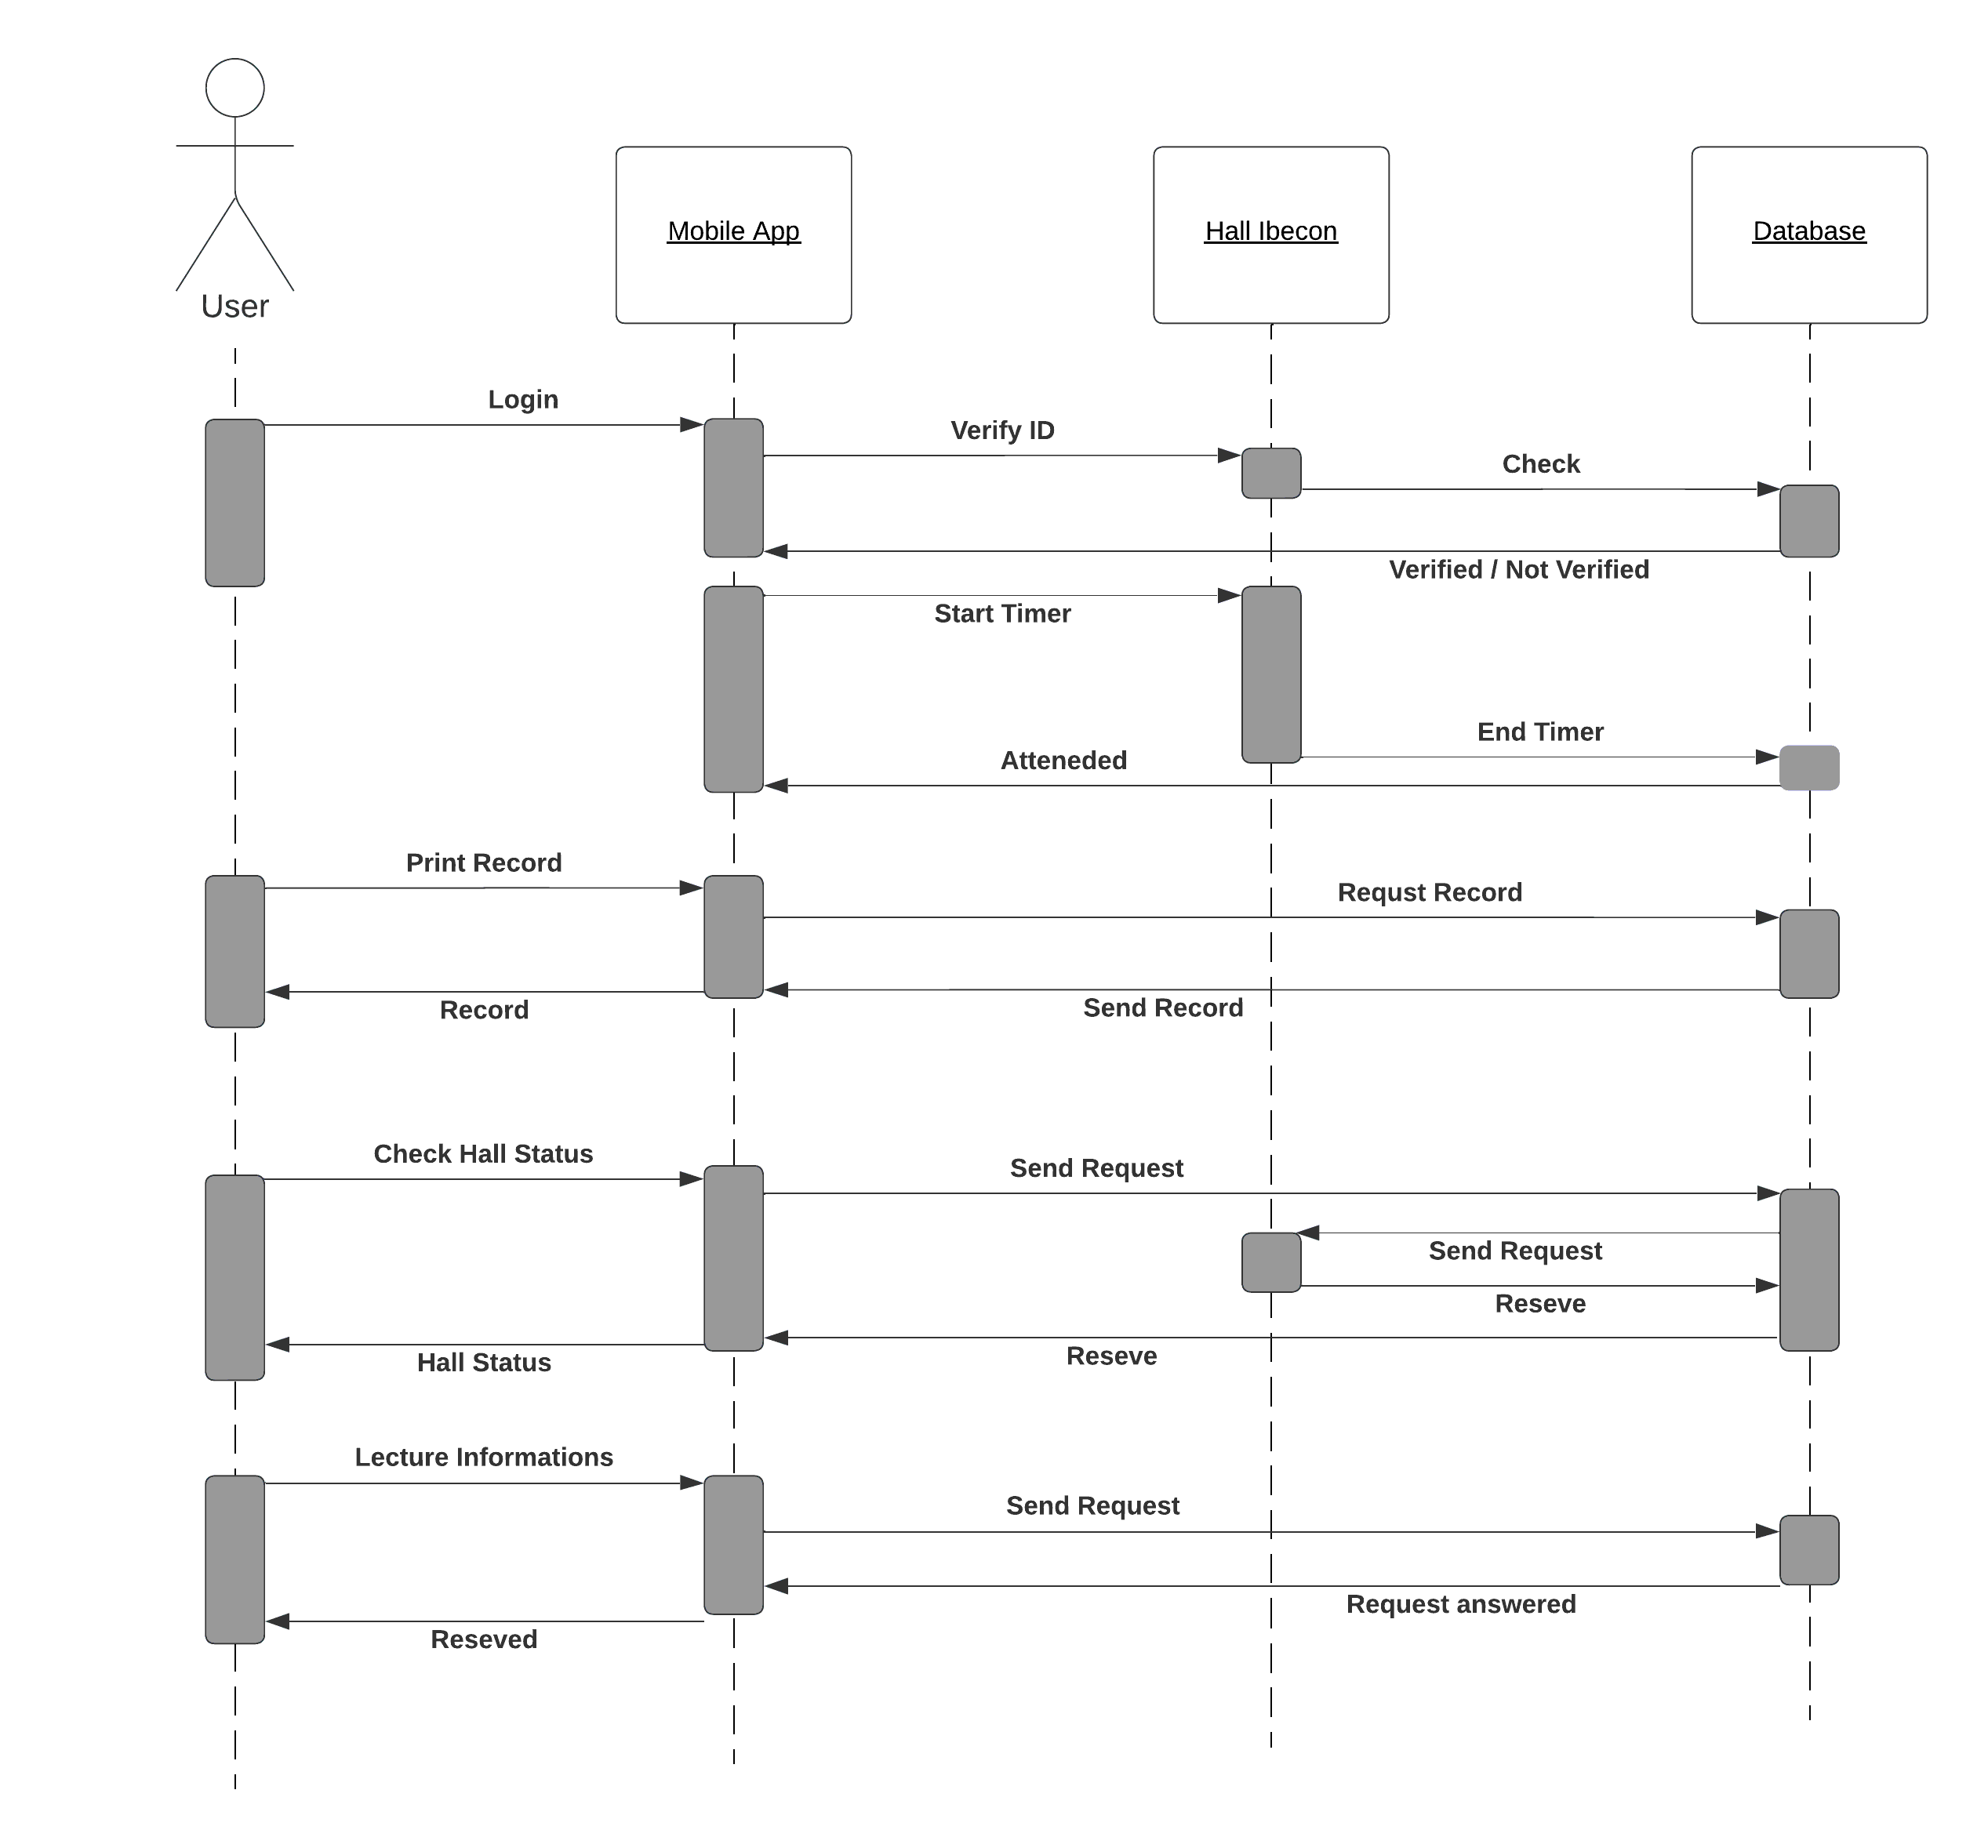 User
Mobile App
Hall Ibecon
Database
Login
Verify ID
Check
Verified / Not Verified
Start Timer
End Timer
Atteneded
Print Record
Requst Record
Send Record
Record
Check Hall Status
Send Request
Send Request
Reseve
Reseve
Hall Status
Lecture Informations
Send Request
Request answered
Reseved